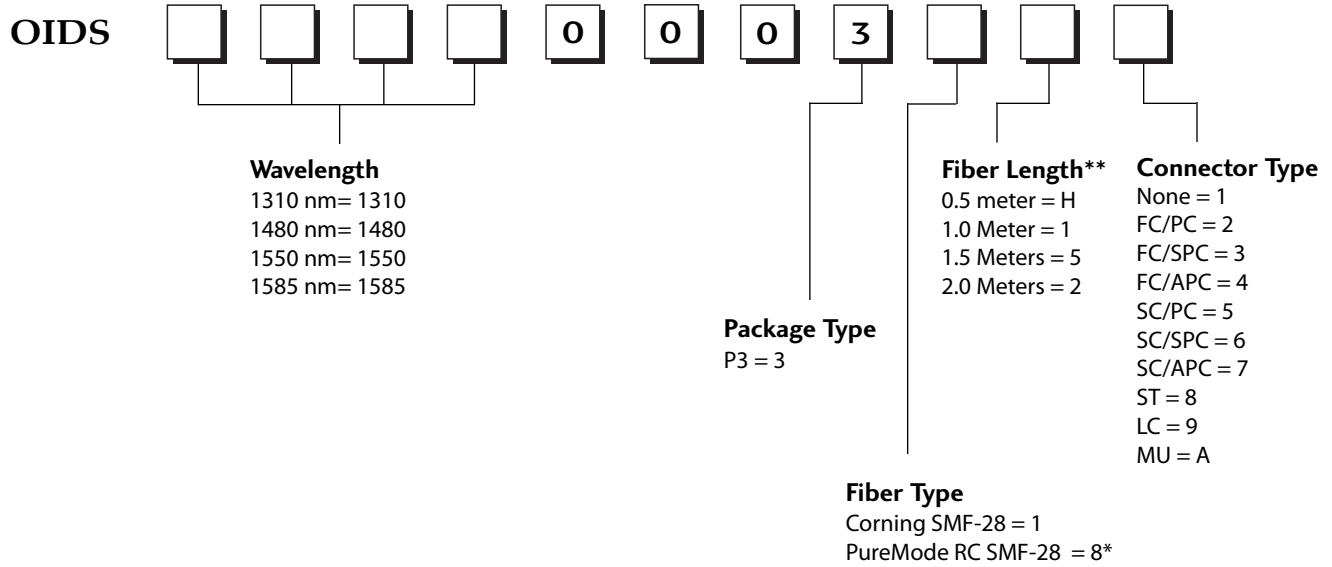 OIDS 0 0 0 3
Wavelength
1310 nm= 1310
1480 nm= 1480
1550 nm= 1550
1585 nm= 1585
Package Type
P3 = 3
Fiber Type
Corning SMF-28 = 1
PureMode RC SMF-28 = 8*
Fiber Length**
0.5 meter = H
1.0 Meter = 1
1.5 Meters = 5
2.0 Meters = 2
Connector Type
None = 1
FC/PC = 2
FC/SPC = 3
FC/APC = 4
SC/PC = 5
SC/SPC = 6
SC/APC = 7
ST = 8
LC = 9
MU = A